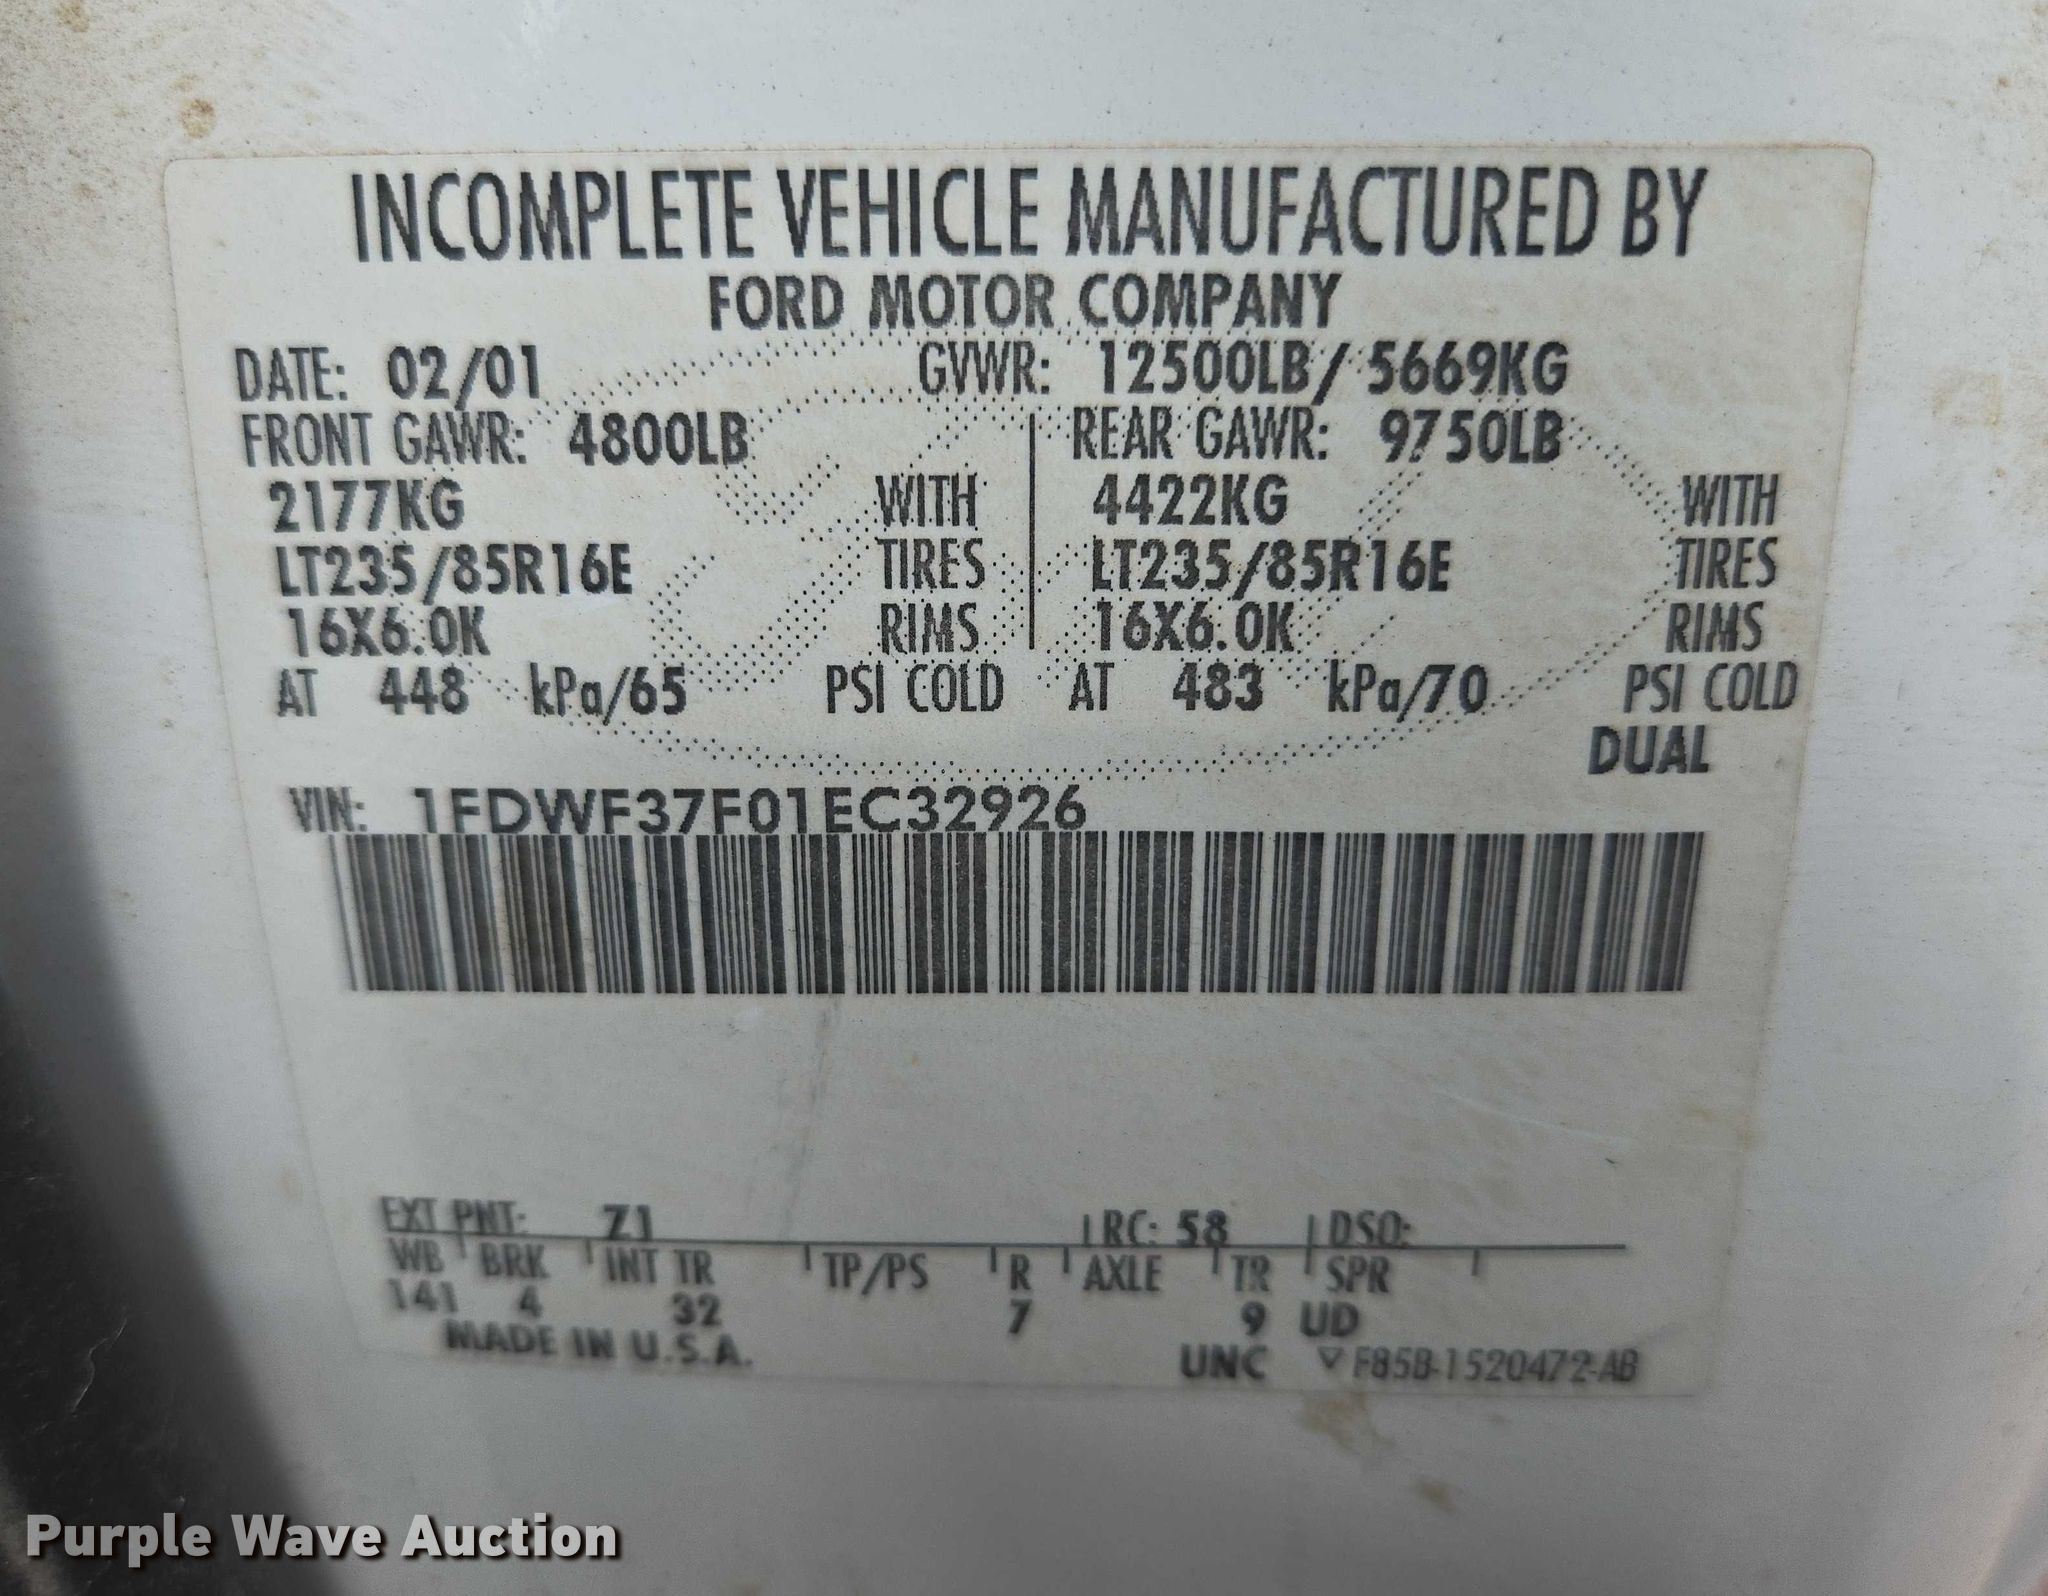 INCOMPLETE VEHICLE MANUFACTURED BY
FORD MOTOR COMPANY
DATE: 02/01 GVWR: 12500LB/ 5669KG
FRONT GAWR: 4800LB REAR GAWR: 9750LB
2177KG WITH 4422KG WITH
LT235/85R16E TIRES LT235/85R16E TIRES
16X6.0K RIMS 16X6.0K RIMS
AT 448 kPa/65 PSI COLD AT 483 kPa/70 PSI COLD
DUAL
VIN: 1FDWF37F01EC32926
EXT PNT: Z1 RC: 58 DSO:
WB BRK INT TR TP/PS R AXLE TR SPR
141 4 32 7 9 UD
MADE IN U.S.A. UNC ▽ F85B-1520472-AB
Purple Wave Auction